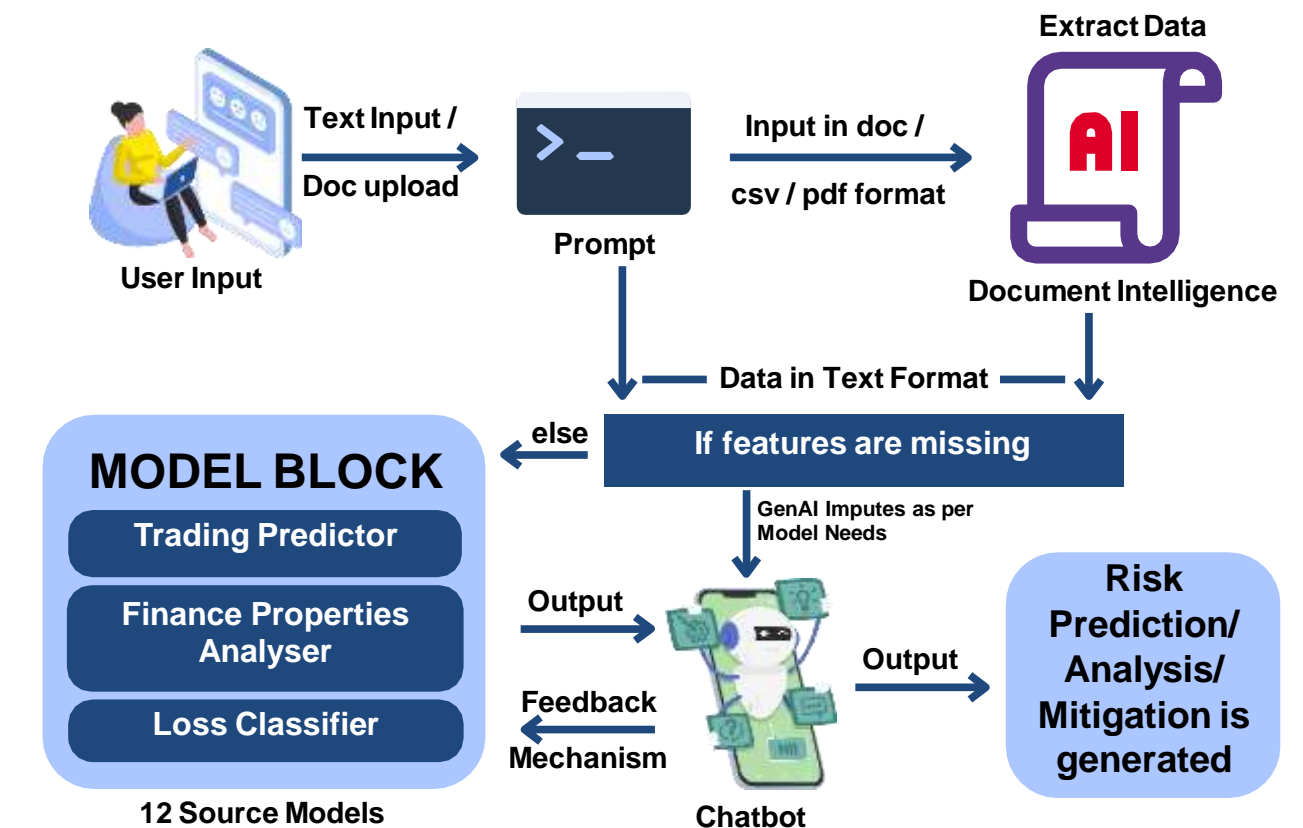 Extract Data
AI
Text Input /
Doc upload
>_
Input in doc /
csv / pdf format
User Input
Prompt
Document Intelligence
Data in Text Format
else
If features are missing
MODEL BLOCK
Trading Predictor
Finance Properties
Analyser
Loss Classifier
12 Source Models
GenAI Imputes as per
Model Needs
Output
Feedback
Mechanism
Chatbot
Output
Risk
Prediction/
Analysis/
Mitigation is
generated